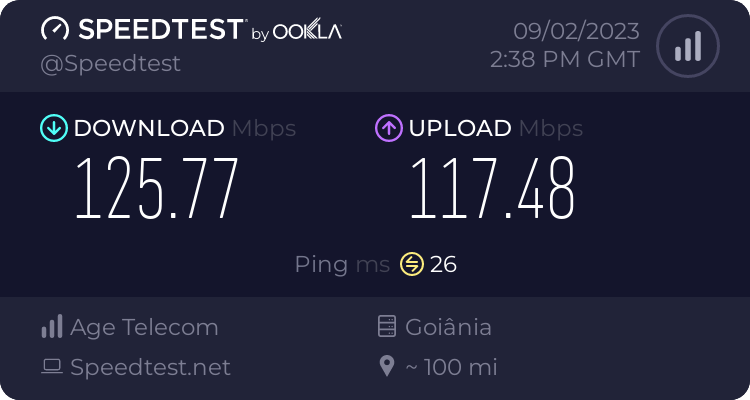 SPEEDTEST by OOKLA
@Speedtest
09/02/2023
2:38 PM GMT
DOWNLOAD Mbps
125.77
UPLOAD Mbps
117.48
Ping ms 26
Age Telecom
Speedtest.net
Goiânia
~ 100 mi